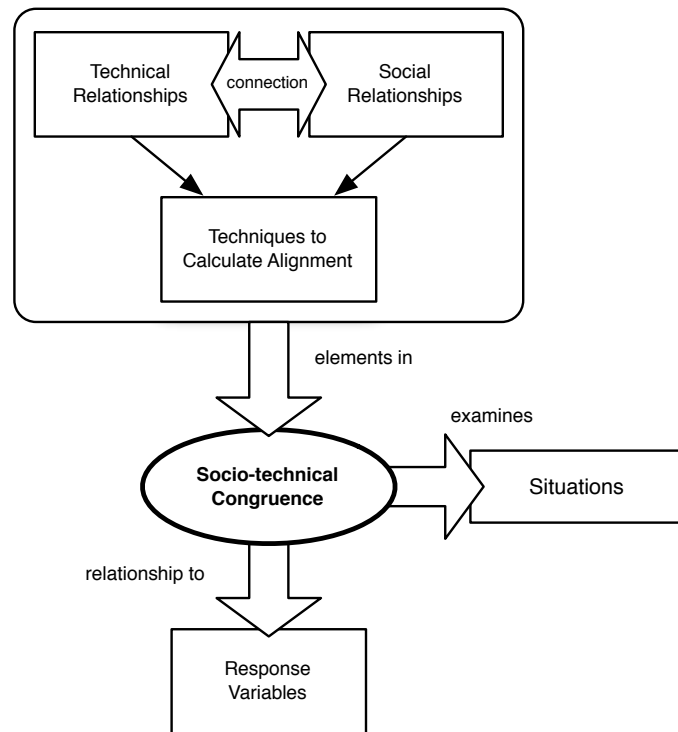 Technical
Relationships
connection
Social
Relationships
Techniques to
Calculate Alignment
elements in
examines
Socio-technical
Congruence
Situations
relationship to
Response
Variables